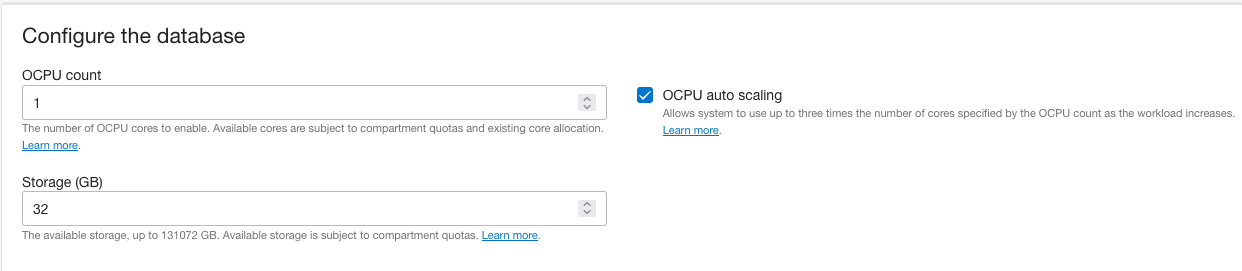 Configure the database
OCPU count
1
The number of OCPU cores to enable. Available cores are subject to compartment quotas and existing core allocation.
Learn more.
OCPU auto scaling
Allows system to use up to three times the number of cores specified by the OCPU count as the workload increases.
Learn more.
Storage (GB)
32
The available storage, up to 131072 GB. Available storage is subject to compartment quotas. Learn more.